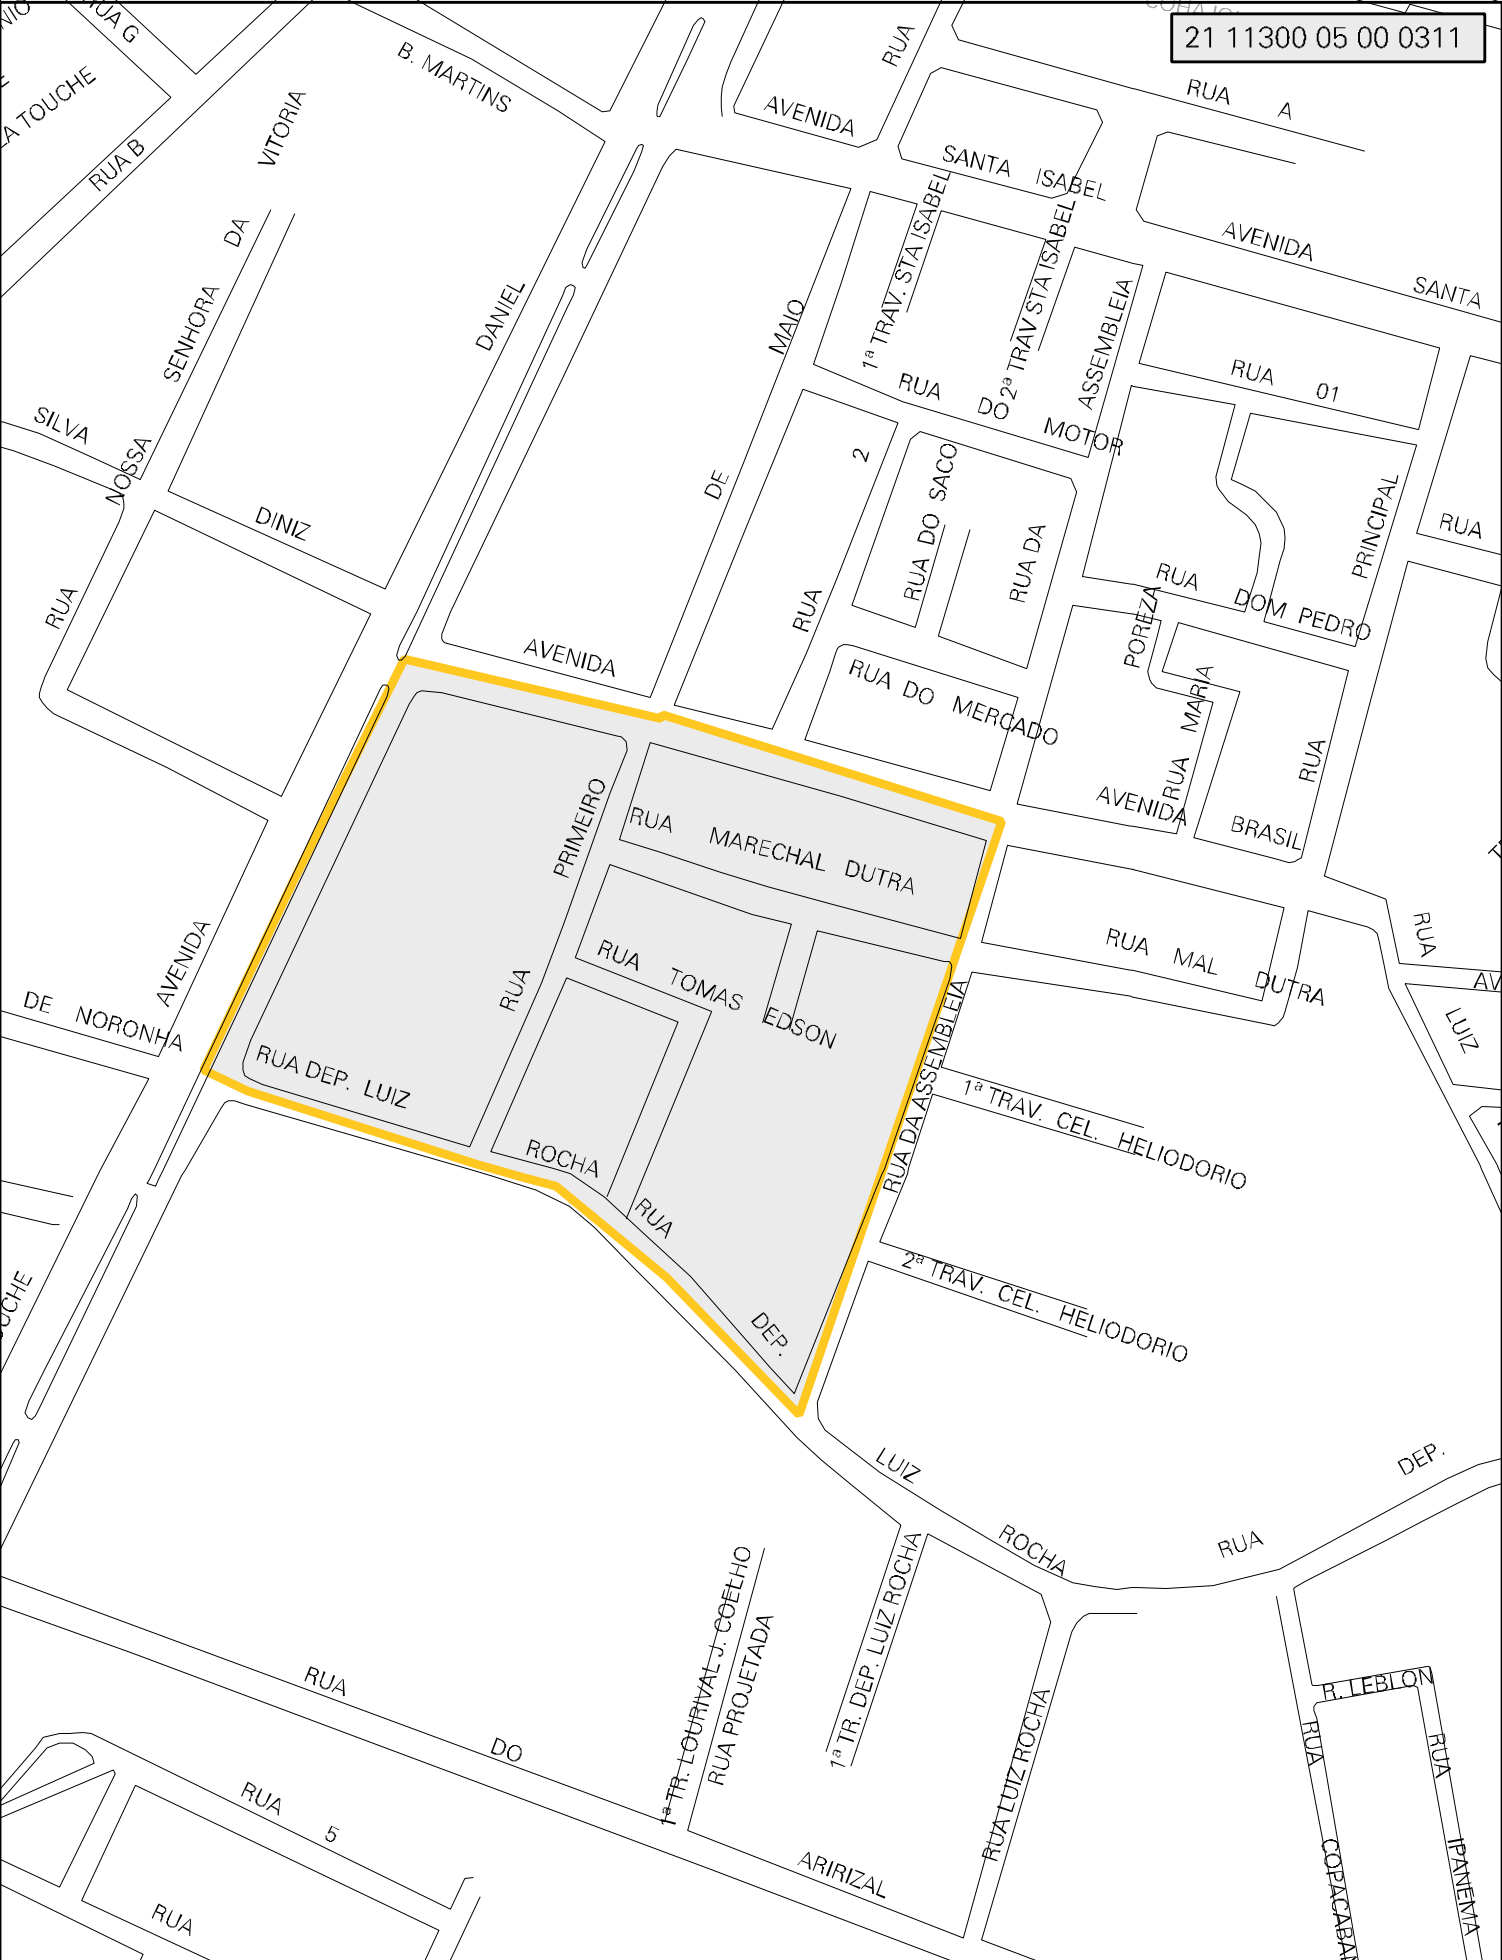 21 11300 05 00 0311
RUA G
B. MARTINS
RUA
AVENIDA
RUA A
LA TOUCHE
RUA B
NOSSA SENHORA DA VITORIA
SANTA ISABEL
1ª TRAV. STA ISABEL
2ª TRAV STA ISABEL
AVENIDA SANTA
DANIEL
MAIO
ASSEMBLEIA
RUA 01
RUA DO MOTOR
SILVA
DINIZ
DE
2
RUA DO SACO
RUA DA
PRINCIPAL
RUA
RUA
RUA
RUA DOM PEDRO
POREZA
AVENIDA
RUA DO MERCADO
RUA MARIA
RUA
AVENIDA BRASIL
PRIMEIRO
RUA MARECHAL DUTRA
RUA
RUA MAL DUTRA
AVENIDA
RUA
RUA TOMAS EDSON
AV
DE NORONHA
LUIZ
RUA DEP. LUIZ
ROCHA
RUA DA ASSEMBLEIA
1ª TRAV. CEL. HELIODORIO
RUA
DEP.
2ª TRAV. CEL. HELIODORIO
LUIZ
ROCHA
RUA
DEP.
1ª TR. LOURIVAL J. COELHO
RUA PROJETADA
1ª TR. DEP. LUIZ ROCHA
RUA LUIZ ROCHA
R. LEBLON
RUA
RUA IPANEMA
RUA
DO
ARIRIZAL
RUA 5
RUA